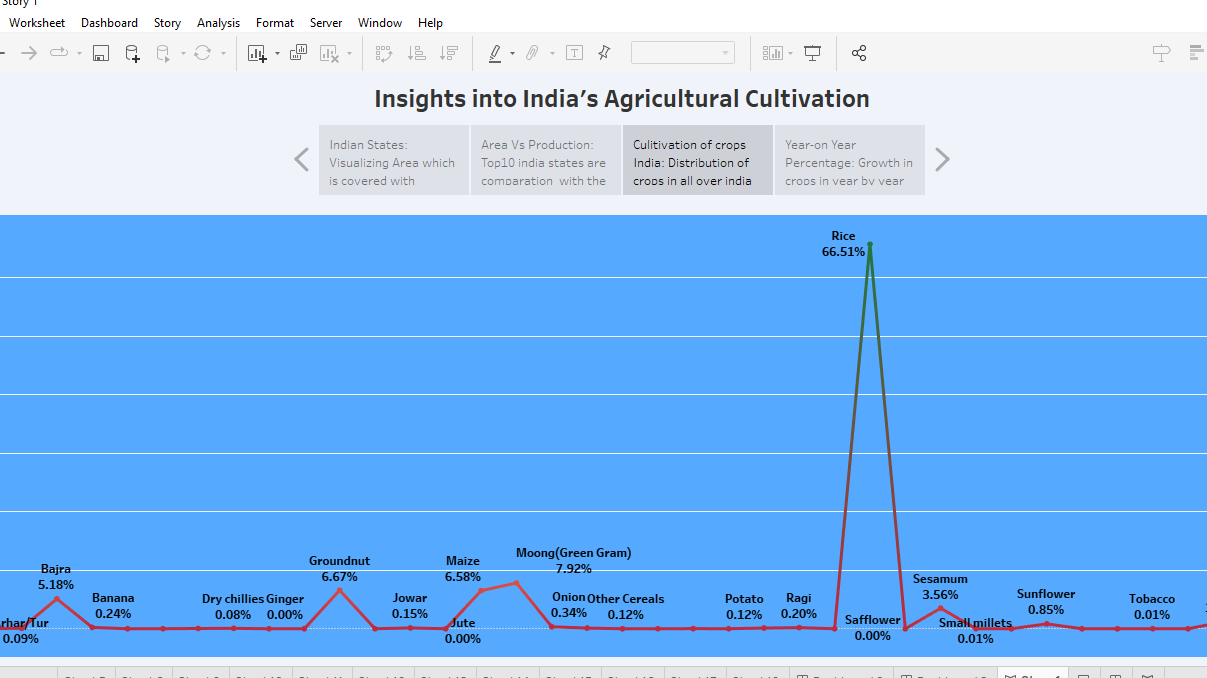 Story 1
Worksheet Dashboard Story Analysis Format Server Window Help
Insights into India's Agricultural Cultivation
Indian States:
Visualizing Area which
is covered with
Area Vs Production:
Top10 india states are
comparation with the
Cultivation of crops
India: Distribution of
crops in all over india
Year-on Year
Percentage: Growth in
crops in year by year
Rice
66.51%
Moong(Green Gram)
7.92%
Groundnut
6.67%
Maize
6.58%
Bajra
5.18%
Sesamum
3.56%
Banana
0.24%
Dry chillies
0.08%
Ginger
0.00%
Jowar
0.15%
Onion
0.34%
Other Cereals
0.12%
Potato
0.12%
Ragi
0.20%
Sunflower
0.85%
Tobacco
0.01%
rhar/Tur
0.09%
Jute
0.00%
Safflower
0.00%
Small millets
0.01%
Story 1